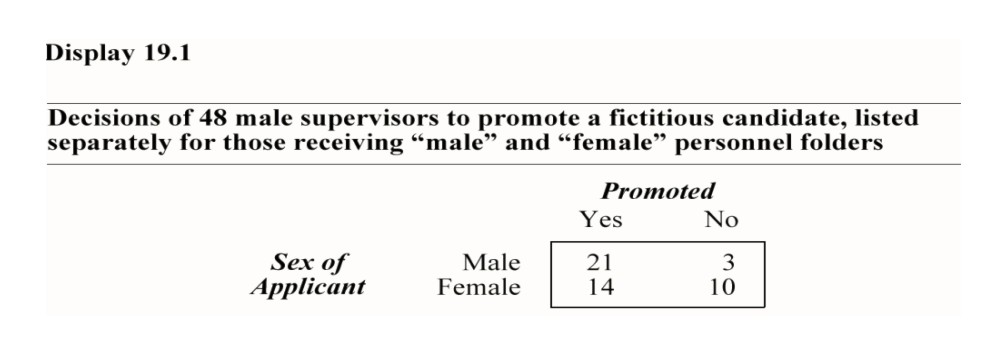 Display 19.1
Decisions of 48 male supervisors to promote a fictitious candidate, listed
separately for those receiving “male” and “female” personnel folders
Promoted
Yes No
Sex of Male 21 3
Applicant Female 14 10